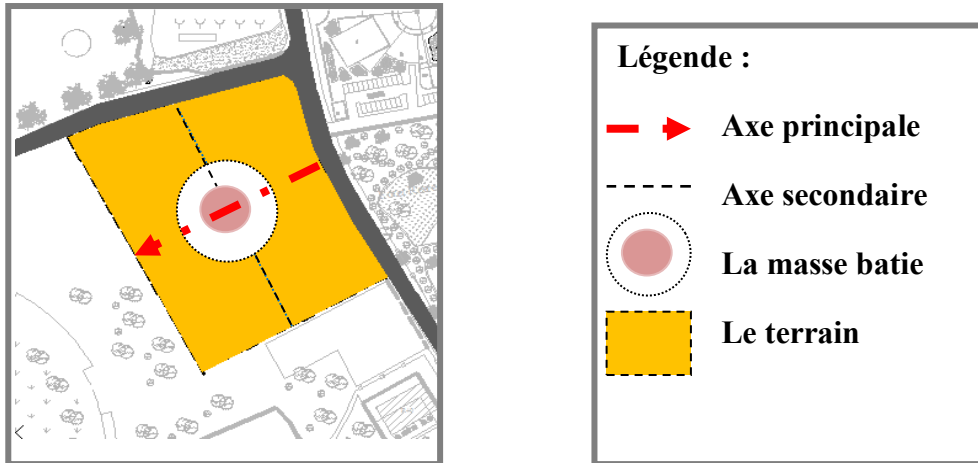 Légende :
Axe principale
Axe secondaire
La masse batie
Le terrain